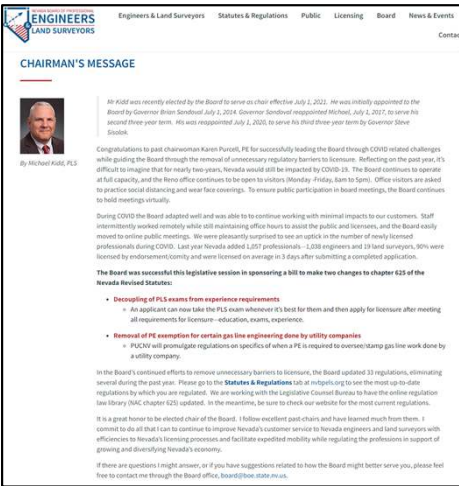 NEVADA BOARD OF PROFESSIONAL
ENGINEERS
& LAND SURVEYORS
Engineers & Land Surveyors Statutes & Regulations Public Licensing Board News & Events
Contac
CHAIRMAN'S MESSAGE
By Michael Kidd, PLS
Mr Kidd was recently elected by the Board to serve as chair effective July 1, 2021. He was initially appointed to the
Board by Governor Brian Sandoval July 1, 2014. Governor Sandoval reappointed Michael, July 1, 2017, to serve his
second three-year term. His was reappointed July 1, 2020, to serve his third three-year term by Governor Steve
Sisolak.
Congratulations to past chairwoman Karen Purcell, PE for successfully leading the Board through COVID related challenges
while guiding the Board through the removal of unnecessary regulatory barriers to licensure. Reflecting on the past year, it's
difficult to imagine that for nearly two-years, Nevada would still be impacted by COVID-19. The Board continues to operate
at full capacity, and the Reno office continues to be open to visitors (Monday -Friday, 8am to 5pm). Office visitors are asked
to practice social distancing and wear face coverings. To ensure public participation in board meetings, the Board continues
to hold meetings virtually.
During COVID the Board adapted well and was able to to continue working with minimal impacts to our customers. Staff
intermittently worked remotely while still maintaining office hours to assist the public and licensees, and the Board easily
moved to online public meetings. We were pleasantly surprised to see an uptick in the number of newly licensed
professionals during COVID. Last year Nevada added 1,057 professionals--1,038 engineers and 19 land surveyors, 90% were
licensed by endorsement/comity and were licensed on average in 3 days after submitting a completed application.
The Board was successful this legislative session in sponsoring a bill to make two changes to chapter 625 of the
Nevada Revised Statutes:
• Decoupling of PLS exams from experience requirements
• An applicant can now take the PLS exam whenever it's best for them and then apply for licensure after meeting
all requirements for licensure--education, exams, experience.
• Removal of PE exemption for certain gas line engineering done by utility companies
• PUCNV will promulgate regulations on specifics of when a PE is required to oversee/stamp gas line work done by
a utility company.
In the Board's continued efforts to remove unnecessary barriers to licensure, the Board updated 33 regulations, eliminating
several during the past year. Please go to the Statutes & Regulations tab at nvbpels.org to see the most up-to-date
regulations by which you are regulated. We are working with the Legislative Counsel Bureau to have the online regulation
law library (NAC chapter 625) updated. In the meantime, be sure to check our website for the most current regulations.
It is a great honor to be elected chair of the Board. I follow excellent past-chairs and have learned much from them. I
commit to do all that I can to continue to improve Nevada's customer service to Nevada engineers and land surveyors with
efficiencies to Nevada's licensing processes and facilitate expedited mobility while regulating the professions in support of
growing and diversifying Nevada's economy.
If there are questions I might answer, or if you have suggestions related to how the Board might better serve you, please feel
free to contact me through the Board office, board@boe.state.nv.us.